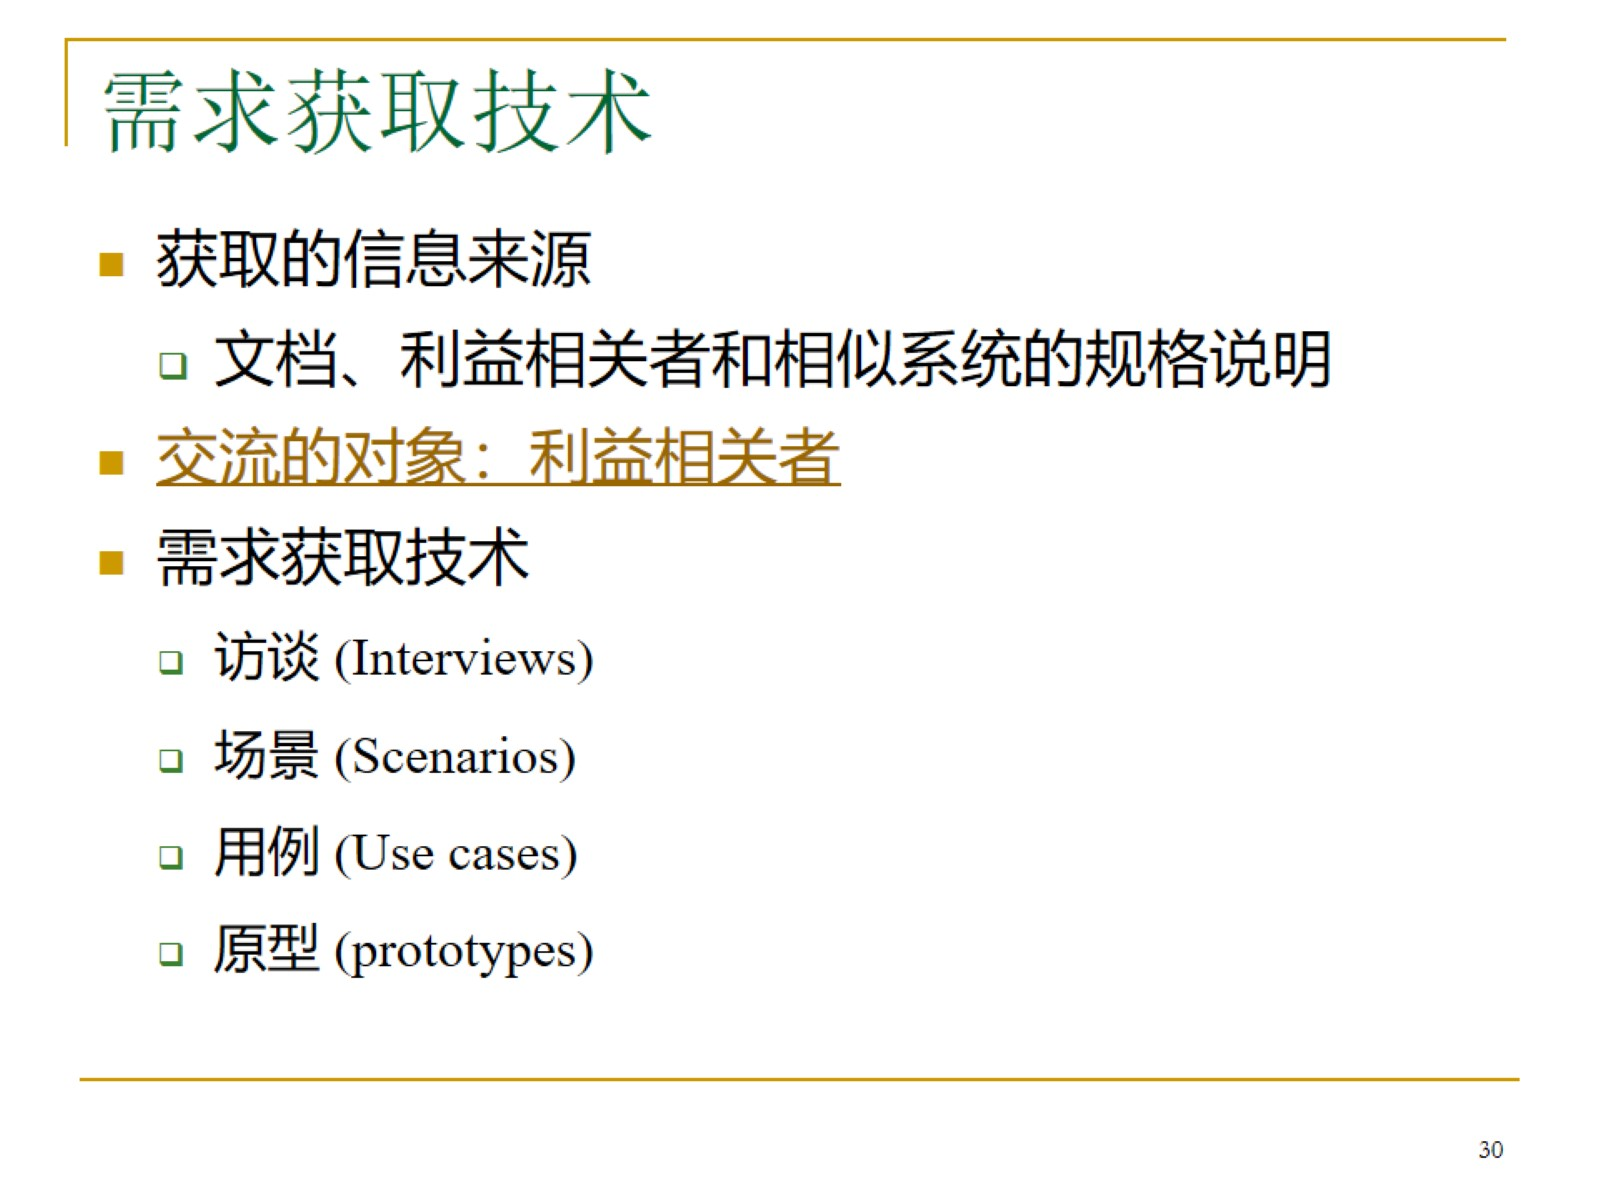 需求获取技术
获取的信息来源
文档、利益相关者和相似系统的规格说明
交流的对象：利益相关者
需求获取技术
访谈 (Interviews)
场景 (Scenarios)
用例 (Use cases)
原型 (prototypes)
30